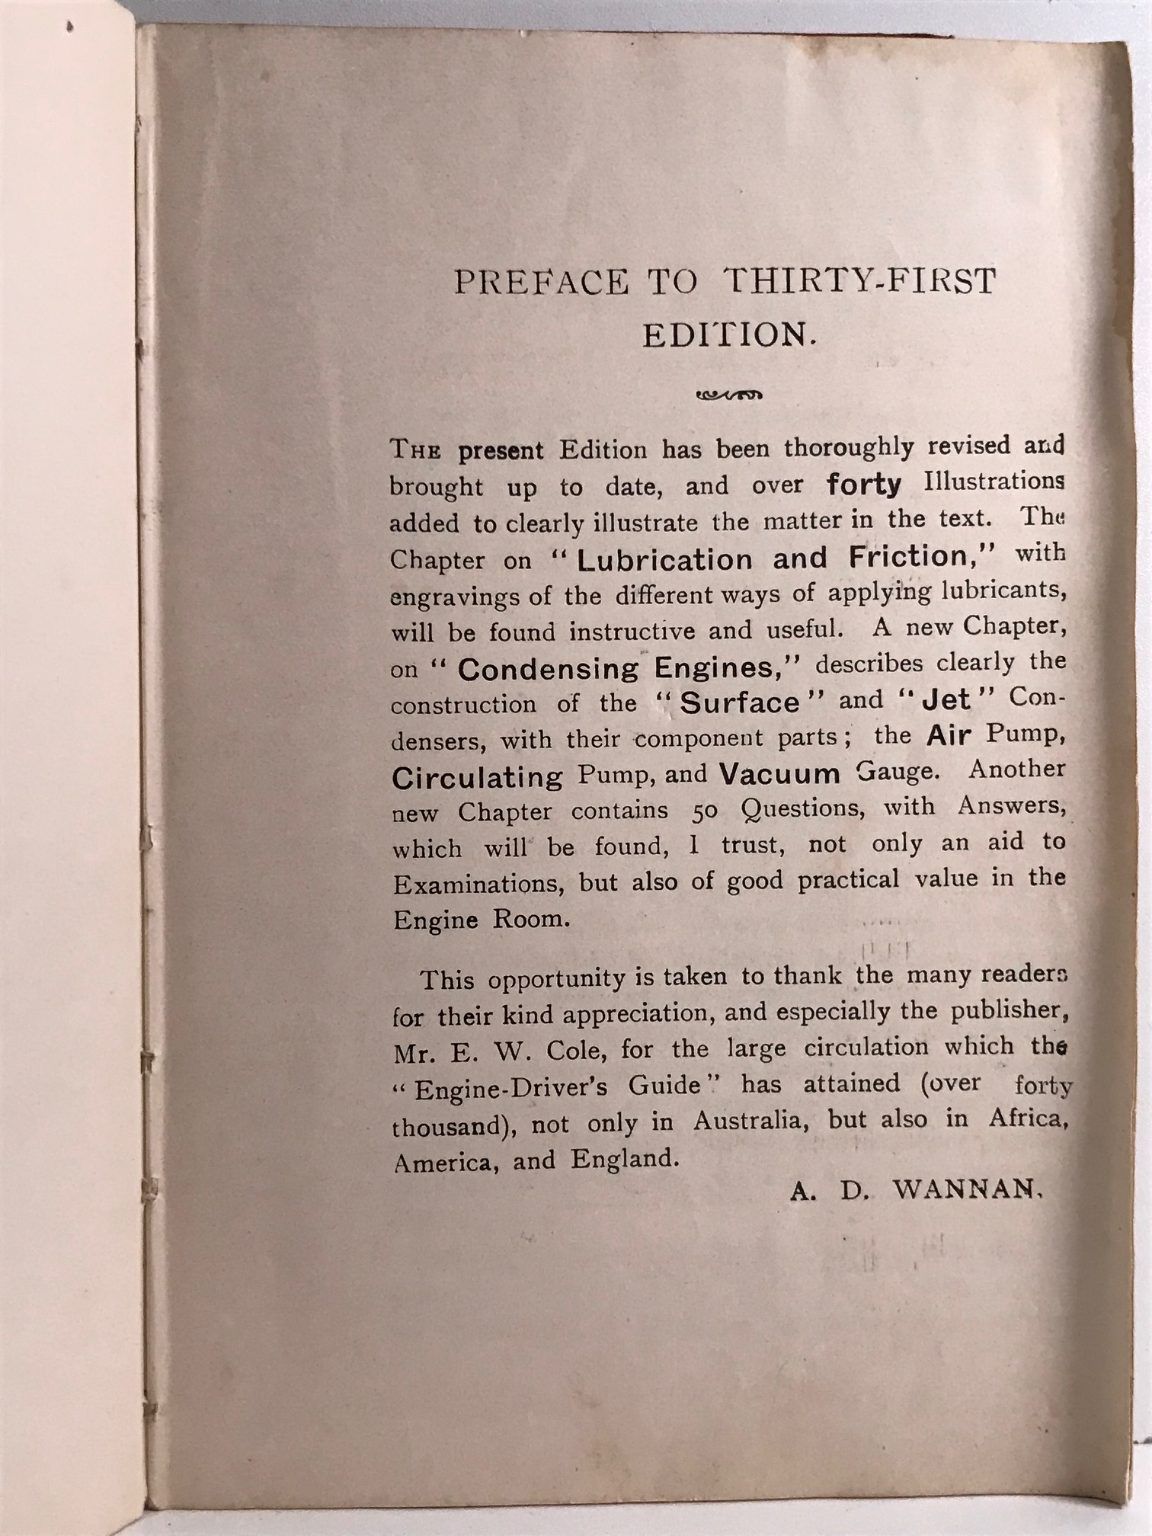 PREFACE TO THIRTY-FIRST
EDITION.
THE present Edition has been thoroughly revised and
brought up to date, and over forty Illustrations
added to clearly illustrate the matter in the text. The
Chapter on “Lubrication and Friction,” with
engravings of the different ways of applying lubricants,
will be found instructive and useful. A new Chapter,
on “Condensing Engines,” describes clearly the
construction of the “Surface” and “Jet” Con-
densers, with their component parts; the Air Pump,
Circulating Pump, and Vacuum Gauge. Another
new Chapter contains 50 Questions, with Answers,
which will be found, I trust, not only an aid to
Examinations, but also of good practical value in the
Engine Room.
This opportunity is taken to thank the many readers
for their kind appreciation, and especially the publisher,
Mr. E. W. Cole, for the large circulation which the
“Engine-Driver's Guide” has attained (over forty
thousand), not only in Australia, but also in Africa,
America, and England.
A. D. WANNAN.